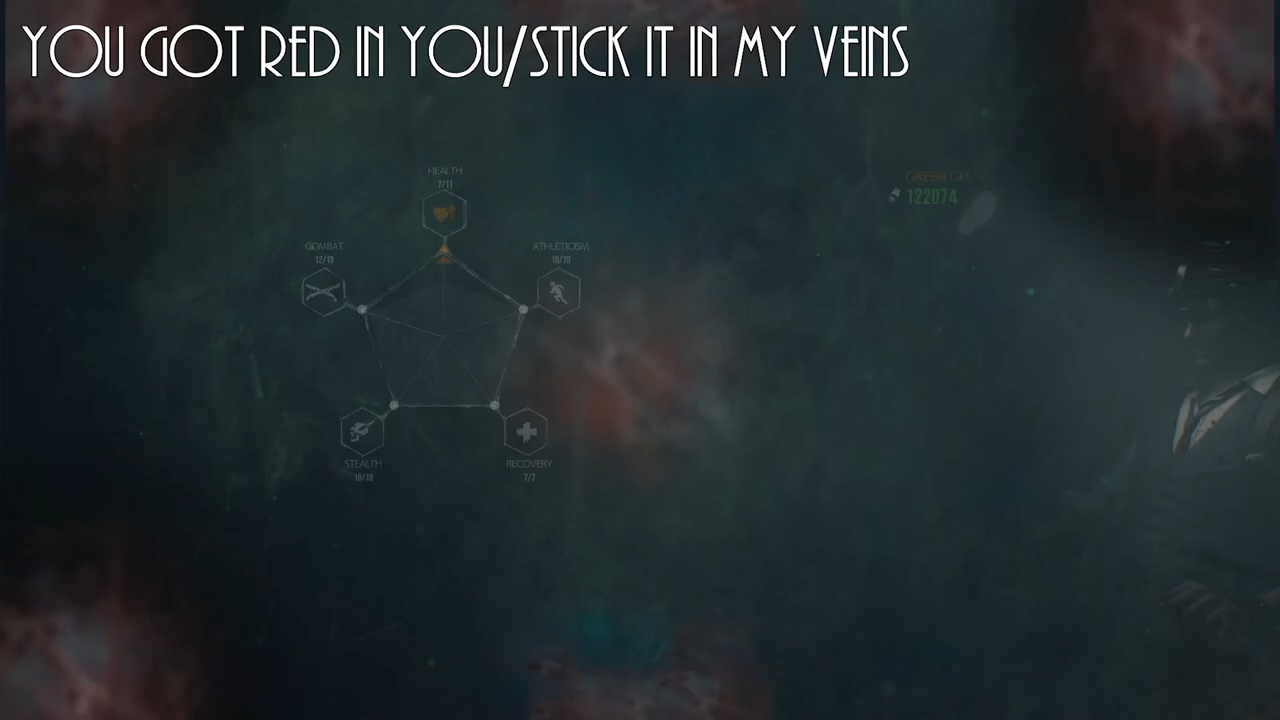 YOU GOT RED IN YOU/STICK IT IN MY VEINS
HEALTH
7/11
GREEN GEL
122074
COMBAT
12/13
ATHLETICISM
10/10
STEALTH
10/10
RECOVERY
7/7